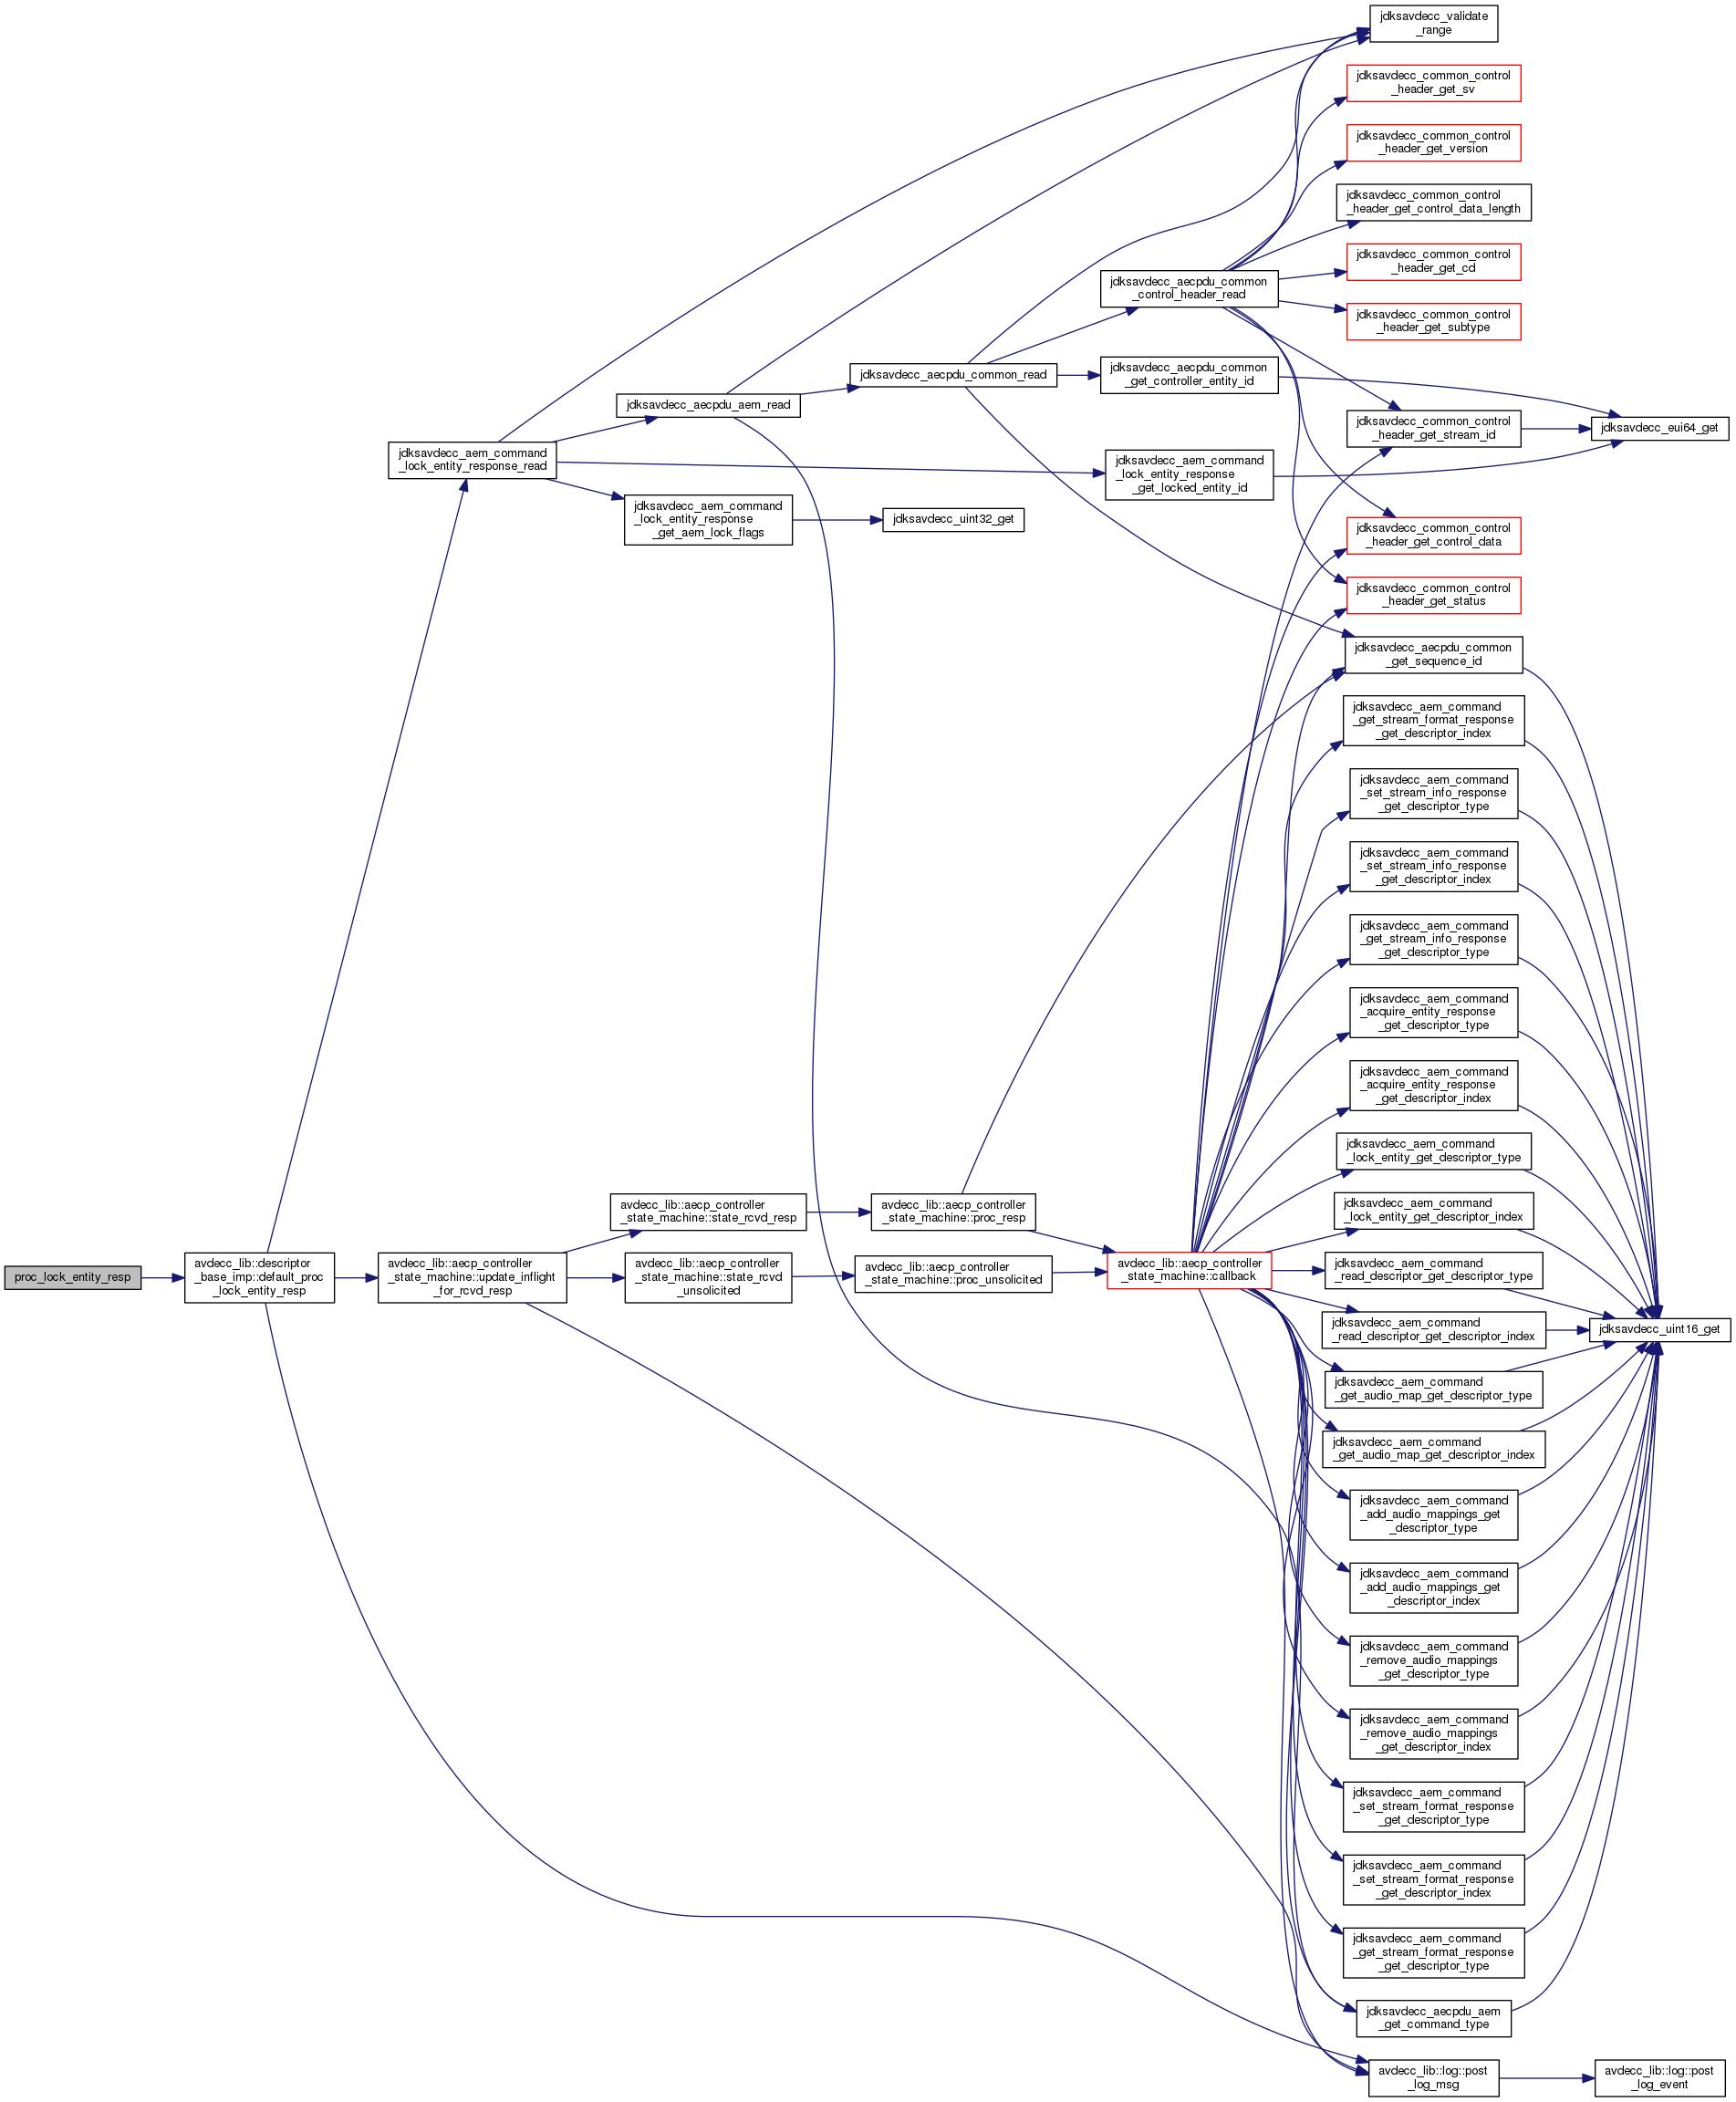 proc_lock_entity_resp
avdecc_lib::descriptor
_base_imp::default_proc
_lock_entity_resp
jdksavdecc_aem_command
_lock_entity_response_read
avdecc_lib::aecp_controller
_state_machine::update_inflight
_for_rcvd_resp
jdksavdecc_aecpdu_aem_read
jdksavdecc_aem_command
_lock_entity_response
_get_aem_lock_flags
avdecc_lib::aecp_controller
_state_machine::state_rcvd_resp
avdecc_lib::aecp_controller
_state_machine::state_rcvd
_unsolicited
jdksavdecc_aecpdu_common_read
jdksavdecc_uint32_get
avdecc_lib::aecp_controller
_state_machine::proc_resp
avdecc_lib::aecp_controller
_state_machine::proc_unsolicited
jdksavdecc_aecpdu_common
_control_header_read
jdksavdecc_aecpdu_common
_get_controller_entity_id
jdksavdecc_aem_command
_lock_entity_response
_get_locked_entity_id
avdecc_lib::aecp_controller
_state_machine::callback
jdksavdecc_validate
_range
jdksavdecc_common_control
_header_get_sv
jdksavdecc_common_control
_header_get_version
jdksavdecc_common_control
_header_get_control_data_length
jdksavdecc_common_control
_header_get_cd
jdksavdecc_common_control
_header_get_subtype
jdksavdecc_common_control
_header_get_stream_id
jdksavdecc_common_control
_header_get_control_data
jdksavdecc_common_control
_header_get_status
jdksavdecc_aecpdu_common
_get_sequence_id
jdksavdecc_aem_command
_get_stream_format_response
_get_descriptor_index
jdksavdecc_aem_command
_set_stream_info_response
_get_descriptor_type
jdksavdecc_aem_command
_set_stream_info_response
_get_descriptor_index
jdksavdecc_aem_command
_get_stream_info_response
_get_descriptor_type
jdksavdecc_aem_command
_acquire_entity_response
_get_descriptor_type
jdksavdecc_aem_command
_acquire_entity_response
_get_descriptor_index
jdksavdecc_aem_command
_lock_entity_get_descriptor_type
jdksavdecc_aem_command
_lock_entity_get_descriptor_index
jdksavdecc_aem_command
_read_descriptor_get_descriptor_type
jdksavdecc_aem_command
_read_descriptor_get_descriptor_index
jdksavdecc_aem_command
_get_audio_map_get_descriptor_type
jdksavdecc_aem_command
_get_audio_map_get_descriptor_index
jdksavdecc_aem_command
_add_audio_mappings_get
_descriptor_type
jdksavdecc_aem_command
_add_audio_mappings_get
_descriptor_index
jdksavdecc_aem_command
_remove_audio_mappings
_get_descriptor_type
jdksavdecc_aem_command
_remove_audio_mappings
_get_descriptor_index
jdksavdecc_aem_command
_set_stream_format_response
_get_descriptor_type
jdksavdecc_aem_command
_set_stream_format_response
_get_descriptor_index
jdksavdecc_aem_command
_get_stream_format_response
_get_descriptor_type
jdksavdecc_aecpdu_aem
_get_command_type
avdecc_lib::log::post
_log_msg
jdksavdecc_eui64_get
jdksavdecc_uint16_get
avdecc_lib::log::post
_log_event